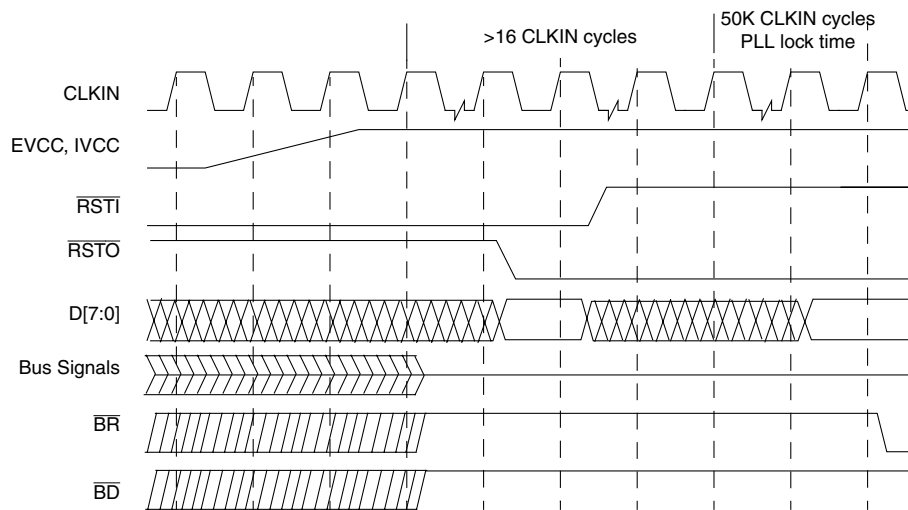 >16 CLKIN cycles
50K CLKIN cycles
PLL lock time
CLKIN
EVCC, IVCC
RSTI
RSTO
D[7:0]
Bus Signals
BR
BD